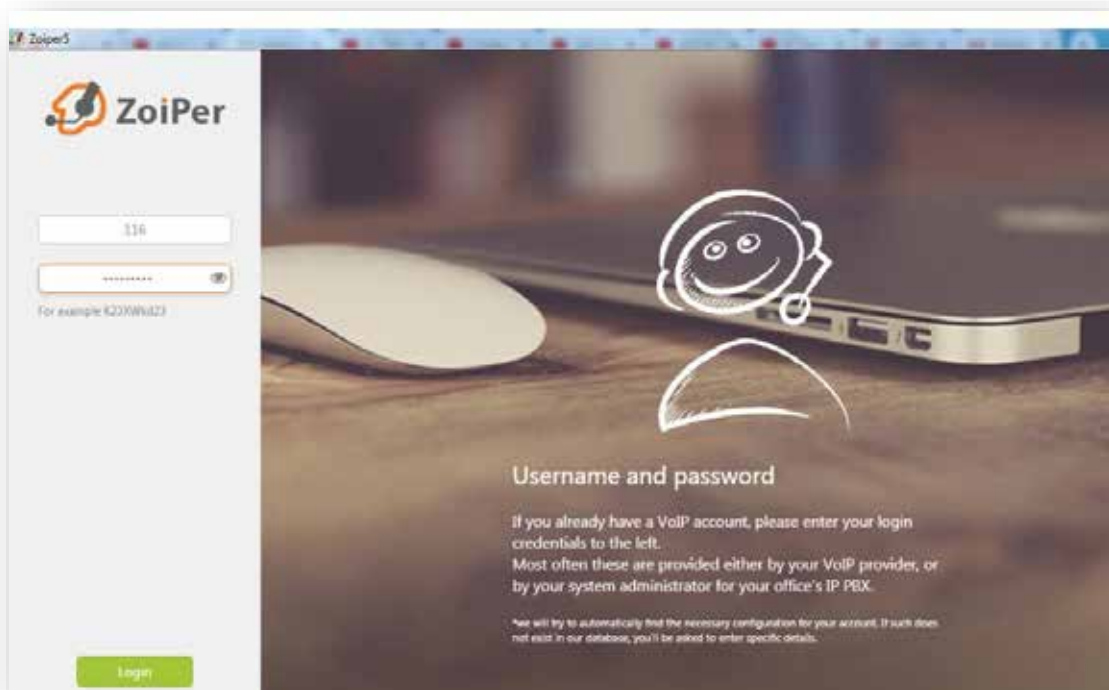 Zoiper5
ZoiPer
116
For example
Login
Username and password
If you already have a VoIP account, please enter your login
credentials to the left.
Most often these are provided either by your VoIP provider, or
by your system administrator for your office's IP PBX.
*we will try to automatically find the necessary configuration for your account. If such does
not exist in our database, you'll be asked to enter specific details.